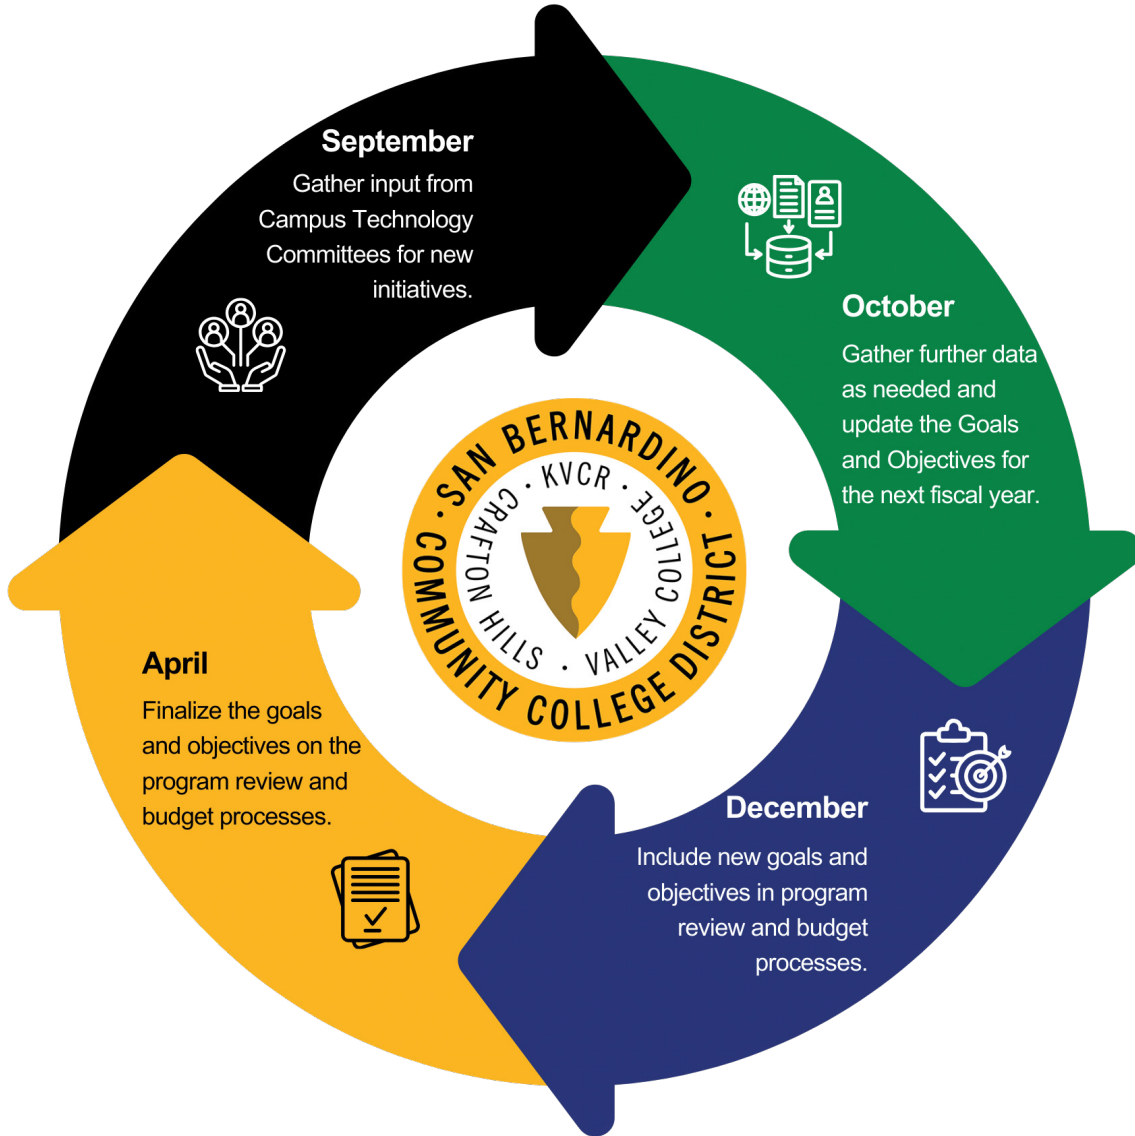 September
Gather input from
Campus Technology
Committees for new
initiatives.
October
Gather further data
as needed and
update the Goals
and Objectives for
the next fiscal year.
December
Include new goals and
objectives in program
review and budget
processes.
April
Finalize the goals
and objectives on the
program review and
budget processes.
· SAN BERNARDINO ·
COMMUNITY COLLEGE DISTRICT
CRAFTON HILLS · KVCR · VALLEY COLLEGE ·